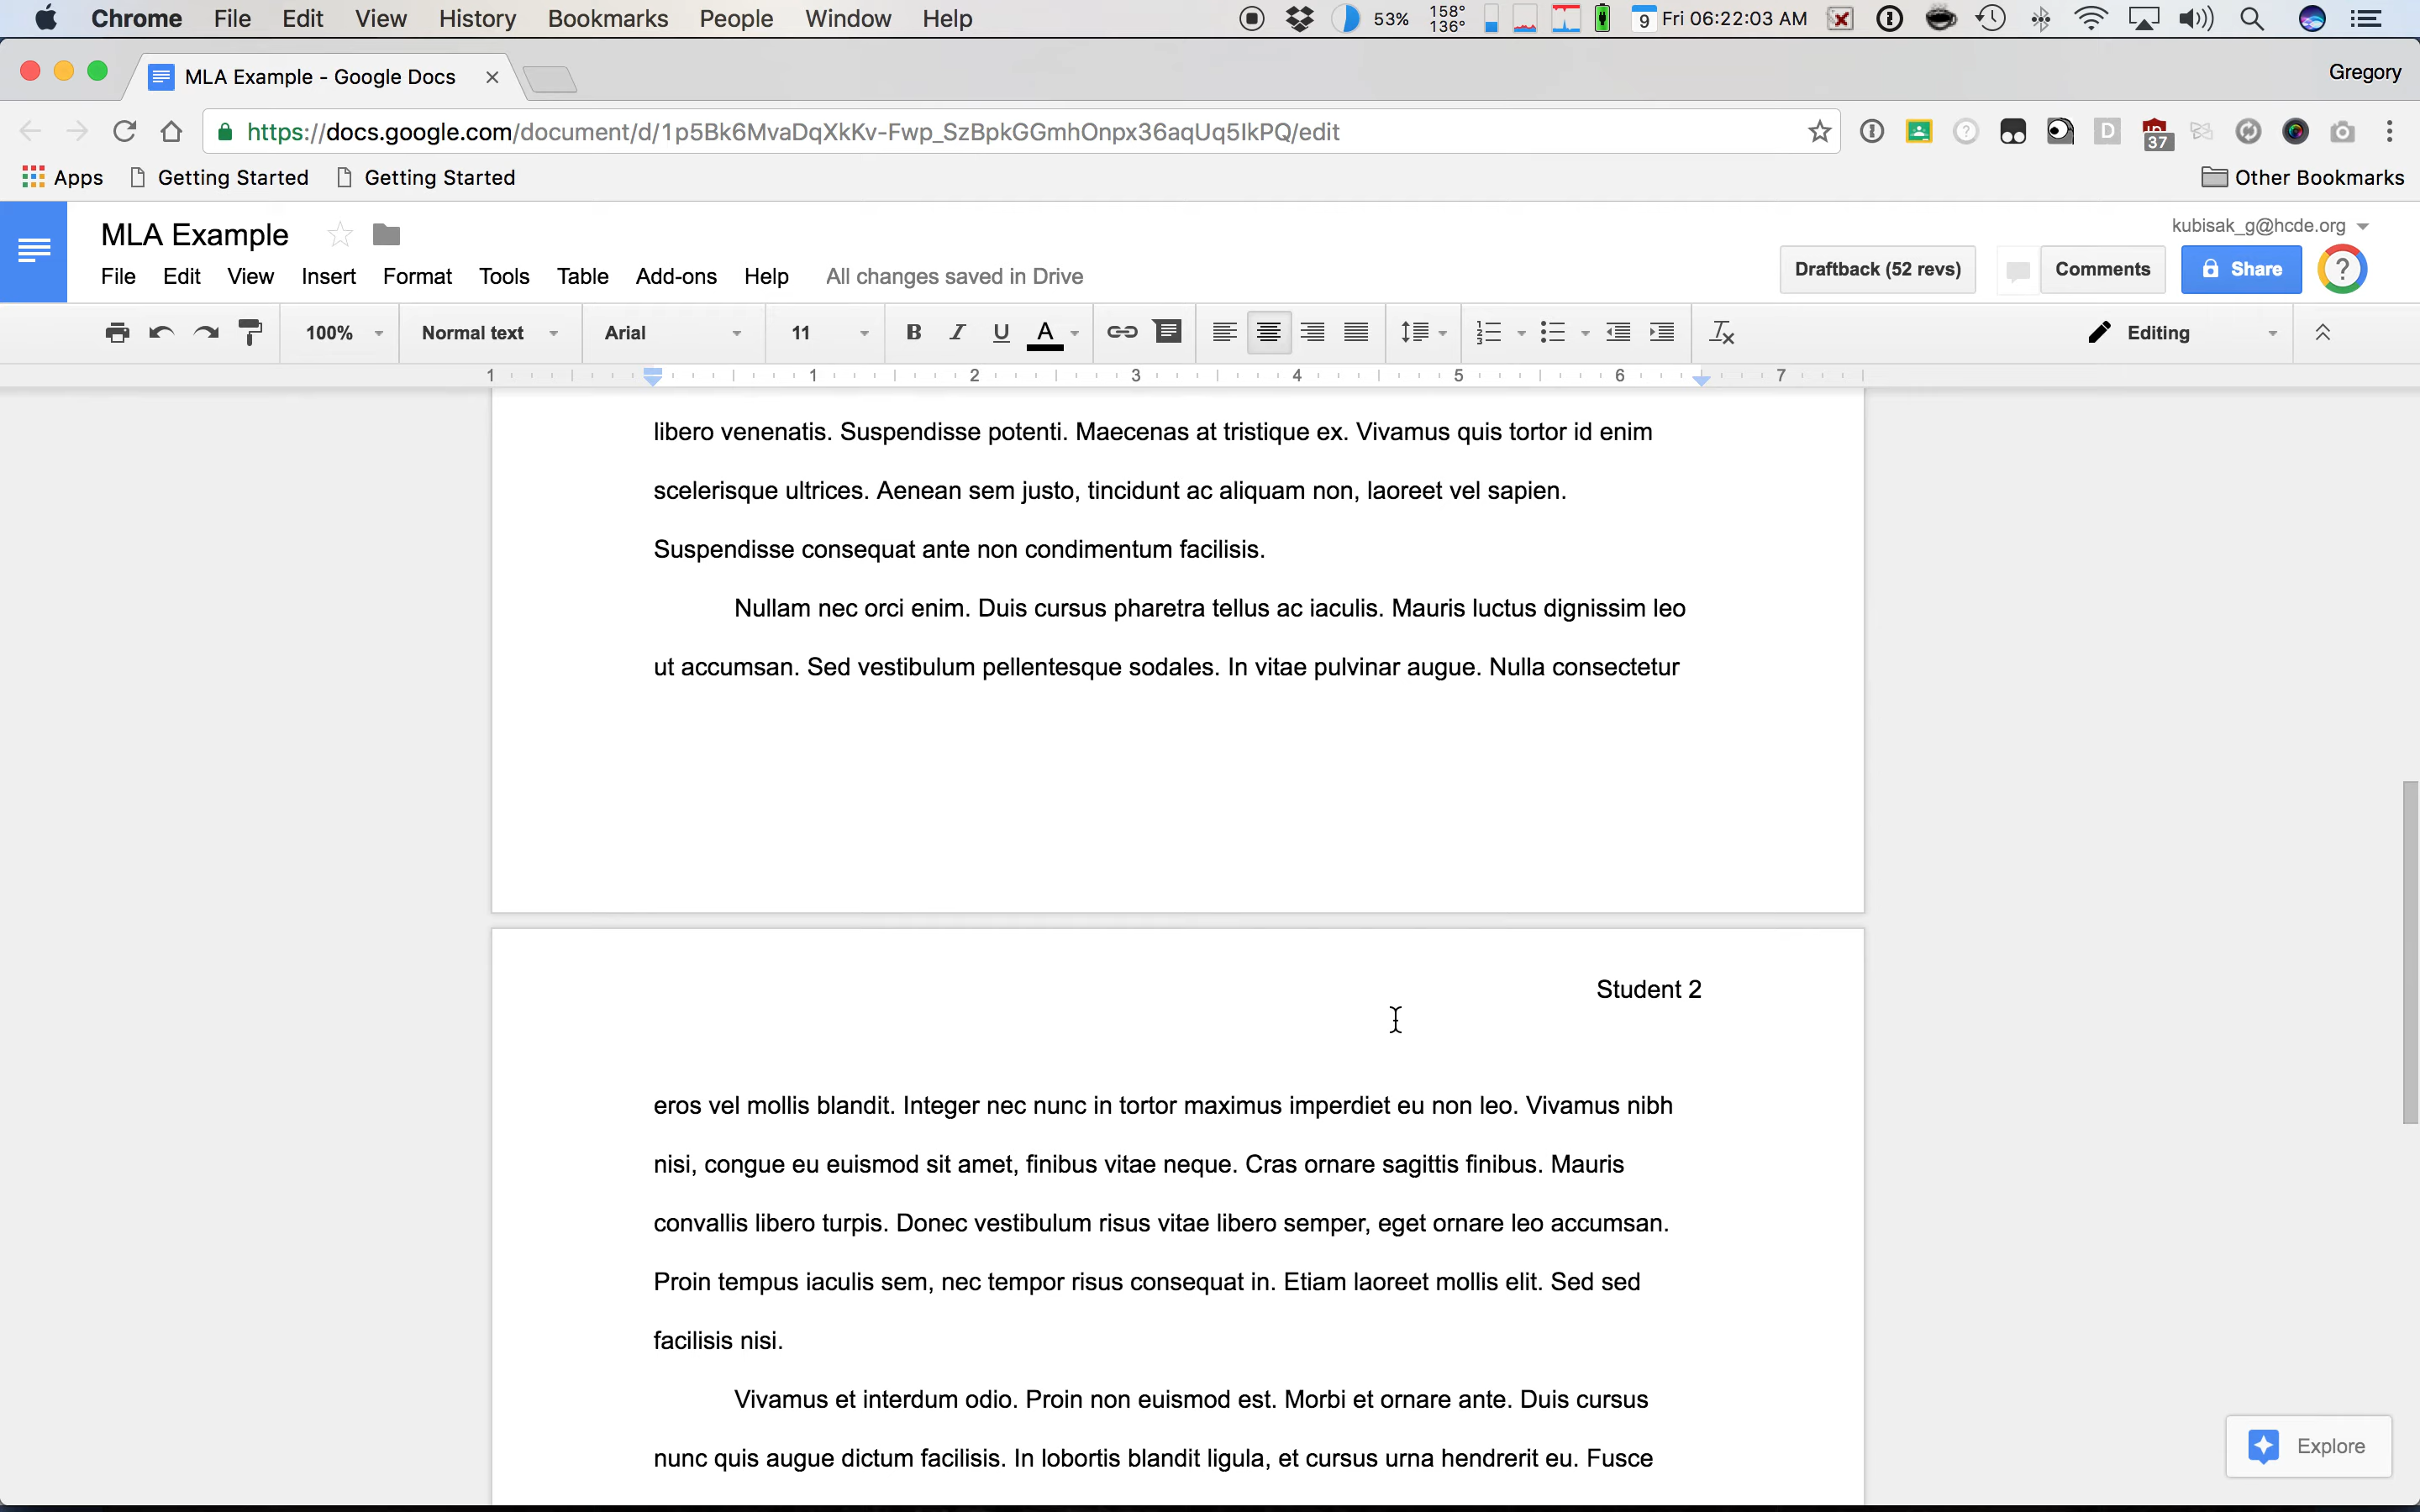 Chrome File Edit View History Bookmarks People Window Help 53% 158° 136° 9 Fri 06:22:03 AM
MLA Example - Google Docs Gregory
https://docs.google.com/document/d/1p5Bk6MvaDqXkKv-Fwp_SzBpkGGmhOnpx36aqUq5IkPQ/edit 37
Apps Getting Started Getting Started Other Bookmarks
MLA Example kubisak_g@hcde.org
File Edit View Insert Format Tools Table Add-ons Help All changes saved in Drive Draftback (52 revs) Comments Share
100% Normal text Arial 11 B I U A Editing
1 1 2 3 4 5 6 7
libero venenatis. Suspendisse potenti. Maecenas at tristique ex. Vivamus quis tortor id enim
scelerisque ultrices. Aenean sem justo, tincidunt ac aliquam non, laoreet vel sapien.
Suspendisse consequat ante non condimentum facilisis.
Nullam nec orci enim. Duis cursus pharetra tellus ac iaculis. Mauris luctus dignissim leo
ut accumsan. Sed vestibulum pellentesque sodales. In vitae pulvinar augue. Nulla consectetur
Student 2
eros vel mollis blandit. Integer nec nunc in tortor maximus imperdiet eu non leo. Vivamus nibh
nisi, congue eu euismod sit amet, finibus vitae neque. Cras ornare sagittis finibus. Mauris
convallis libero turpis. Donec vestibulum risus vitae libero semper, eget ornare leo accumsan.
Proin tempus iaculis sem, nec tempor risus consequat in. Etiam laoreet mollis elit. Sed sed
facilisis nisi.
Vivamus et interdum odio. Proin non euismod est. Morbi et ornare ante. Duis cursus
nunc quis augue dictum facilisis. In lobortis blandit ligula, et cursus urna hendrerit eu. Fusce
Explore